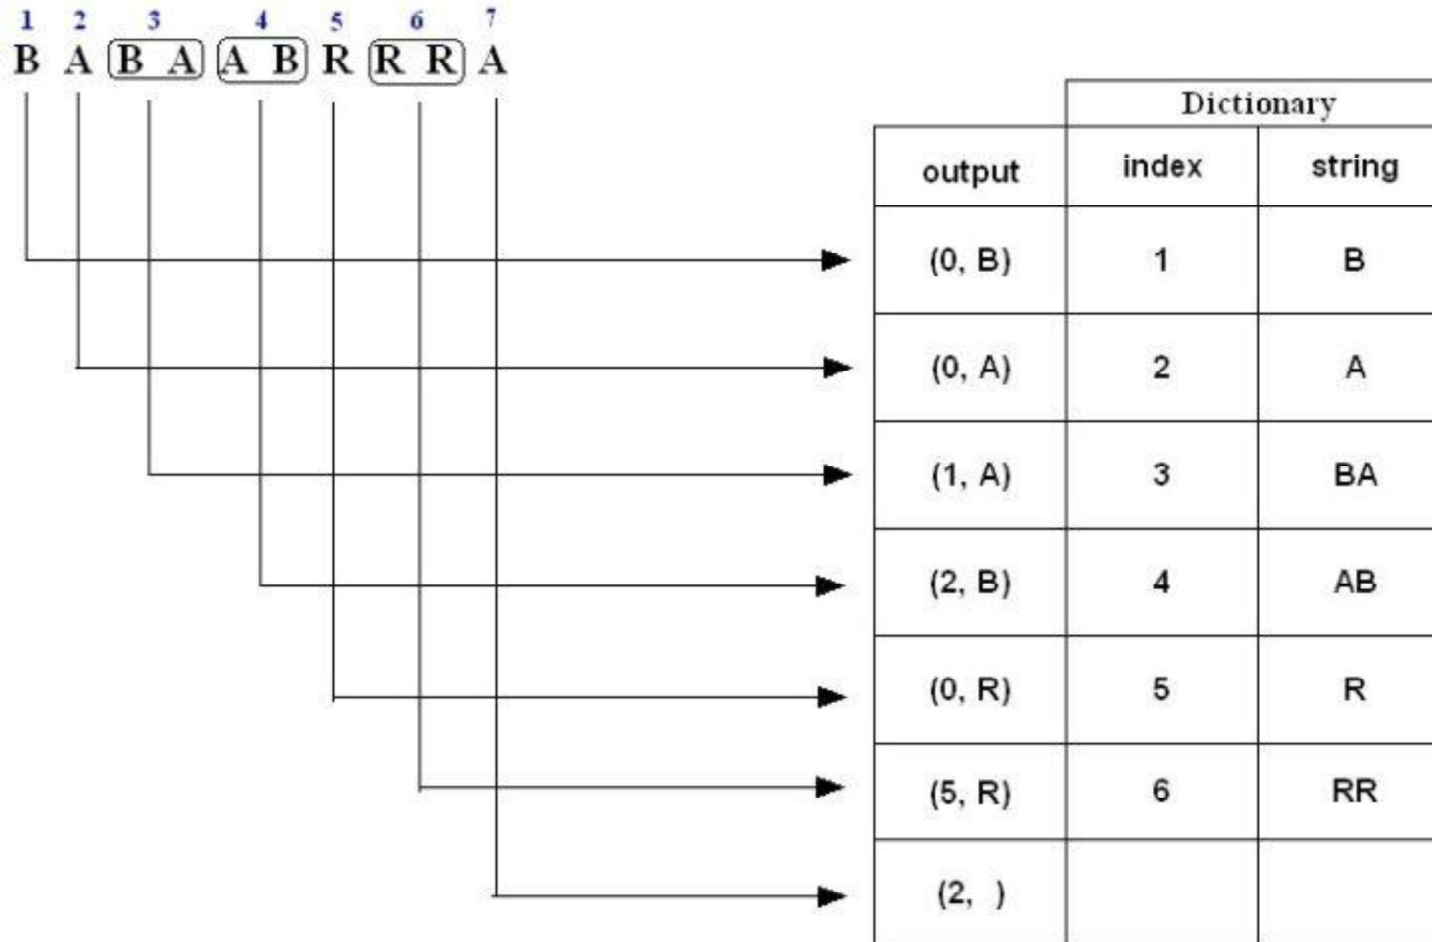 1 2 3 4 5 6 7
B A B A A B R R R A
Dictionary
output index string
(0, B) 1 B
(0, A) 2 A
(1, A) 3 BA
(2, B) 4 AB
(0, R) 5 R
(5, R) 6 RR
(2, )